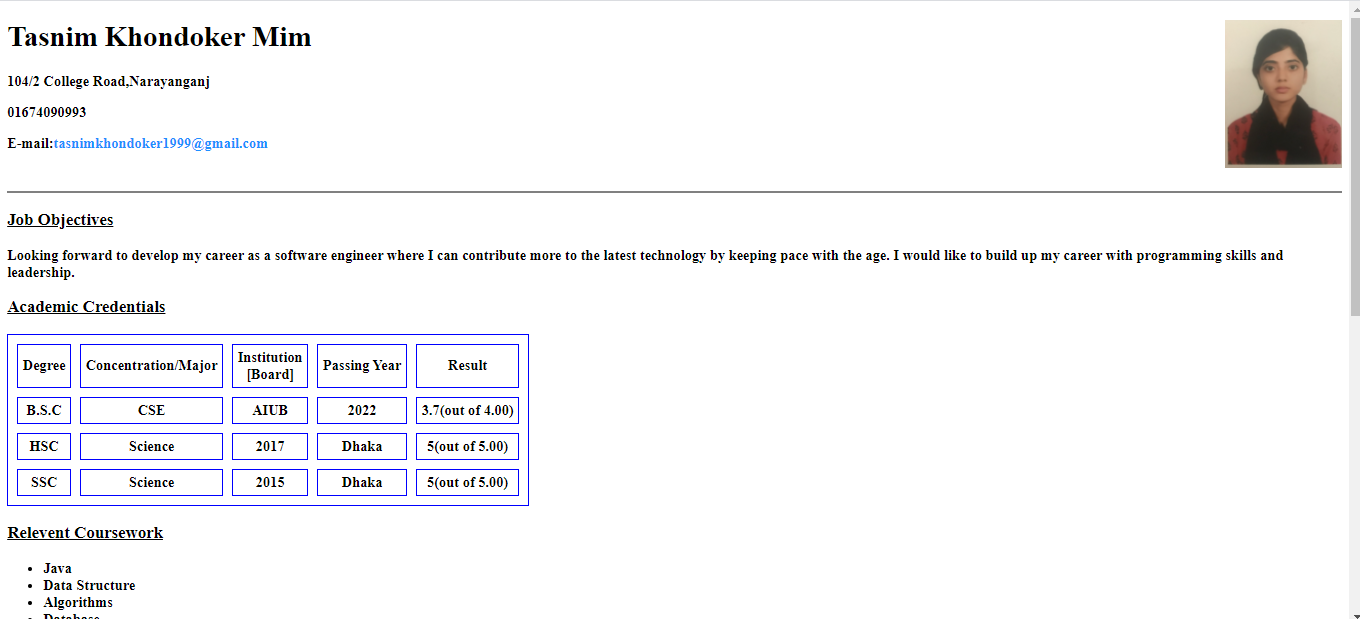 Tasnim Khondoker Mim
104/2 College Road,Narayanganj
01674090993
E-mail:tasnimkhondoker1999@gmail.com
Job Objectives
Looking forward to develop my career as a software engineer where I can contribute more to the latest technology by keeping pace with the age. I would like to build up my career with programming skills and
leadership.
Academic Credentials
Degree Concentration/Major Institution [Board] Passing Year Result
B.S.C CSE AIUB 2022 3.7(out of 4.00)
HSC Science 2017 Dhaka 5(out of 5.00)
SSC Science 2015 Dhaka 5(out of 5.00)
Relevent Coursework
• Java
• Data Structure
• Algorithms
• Database